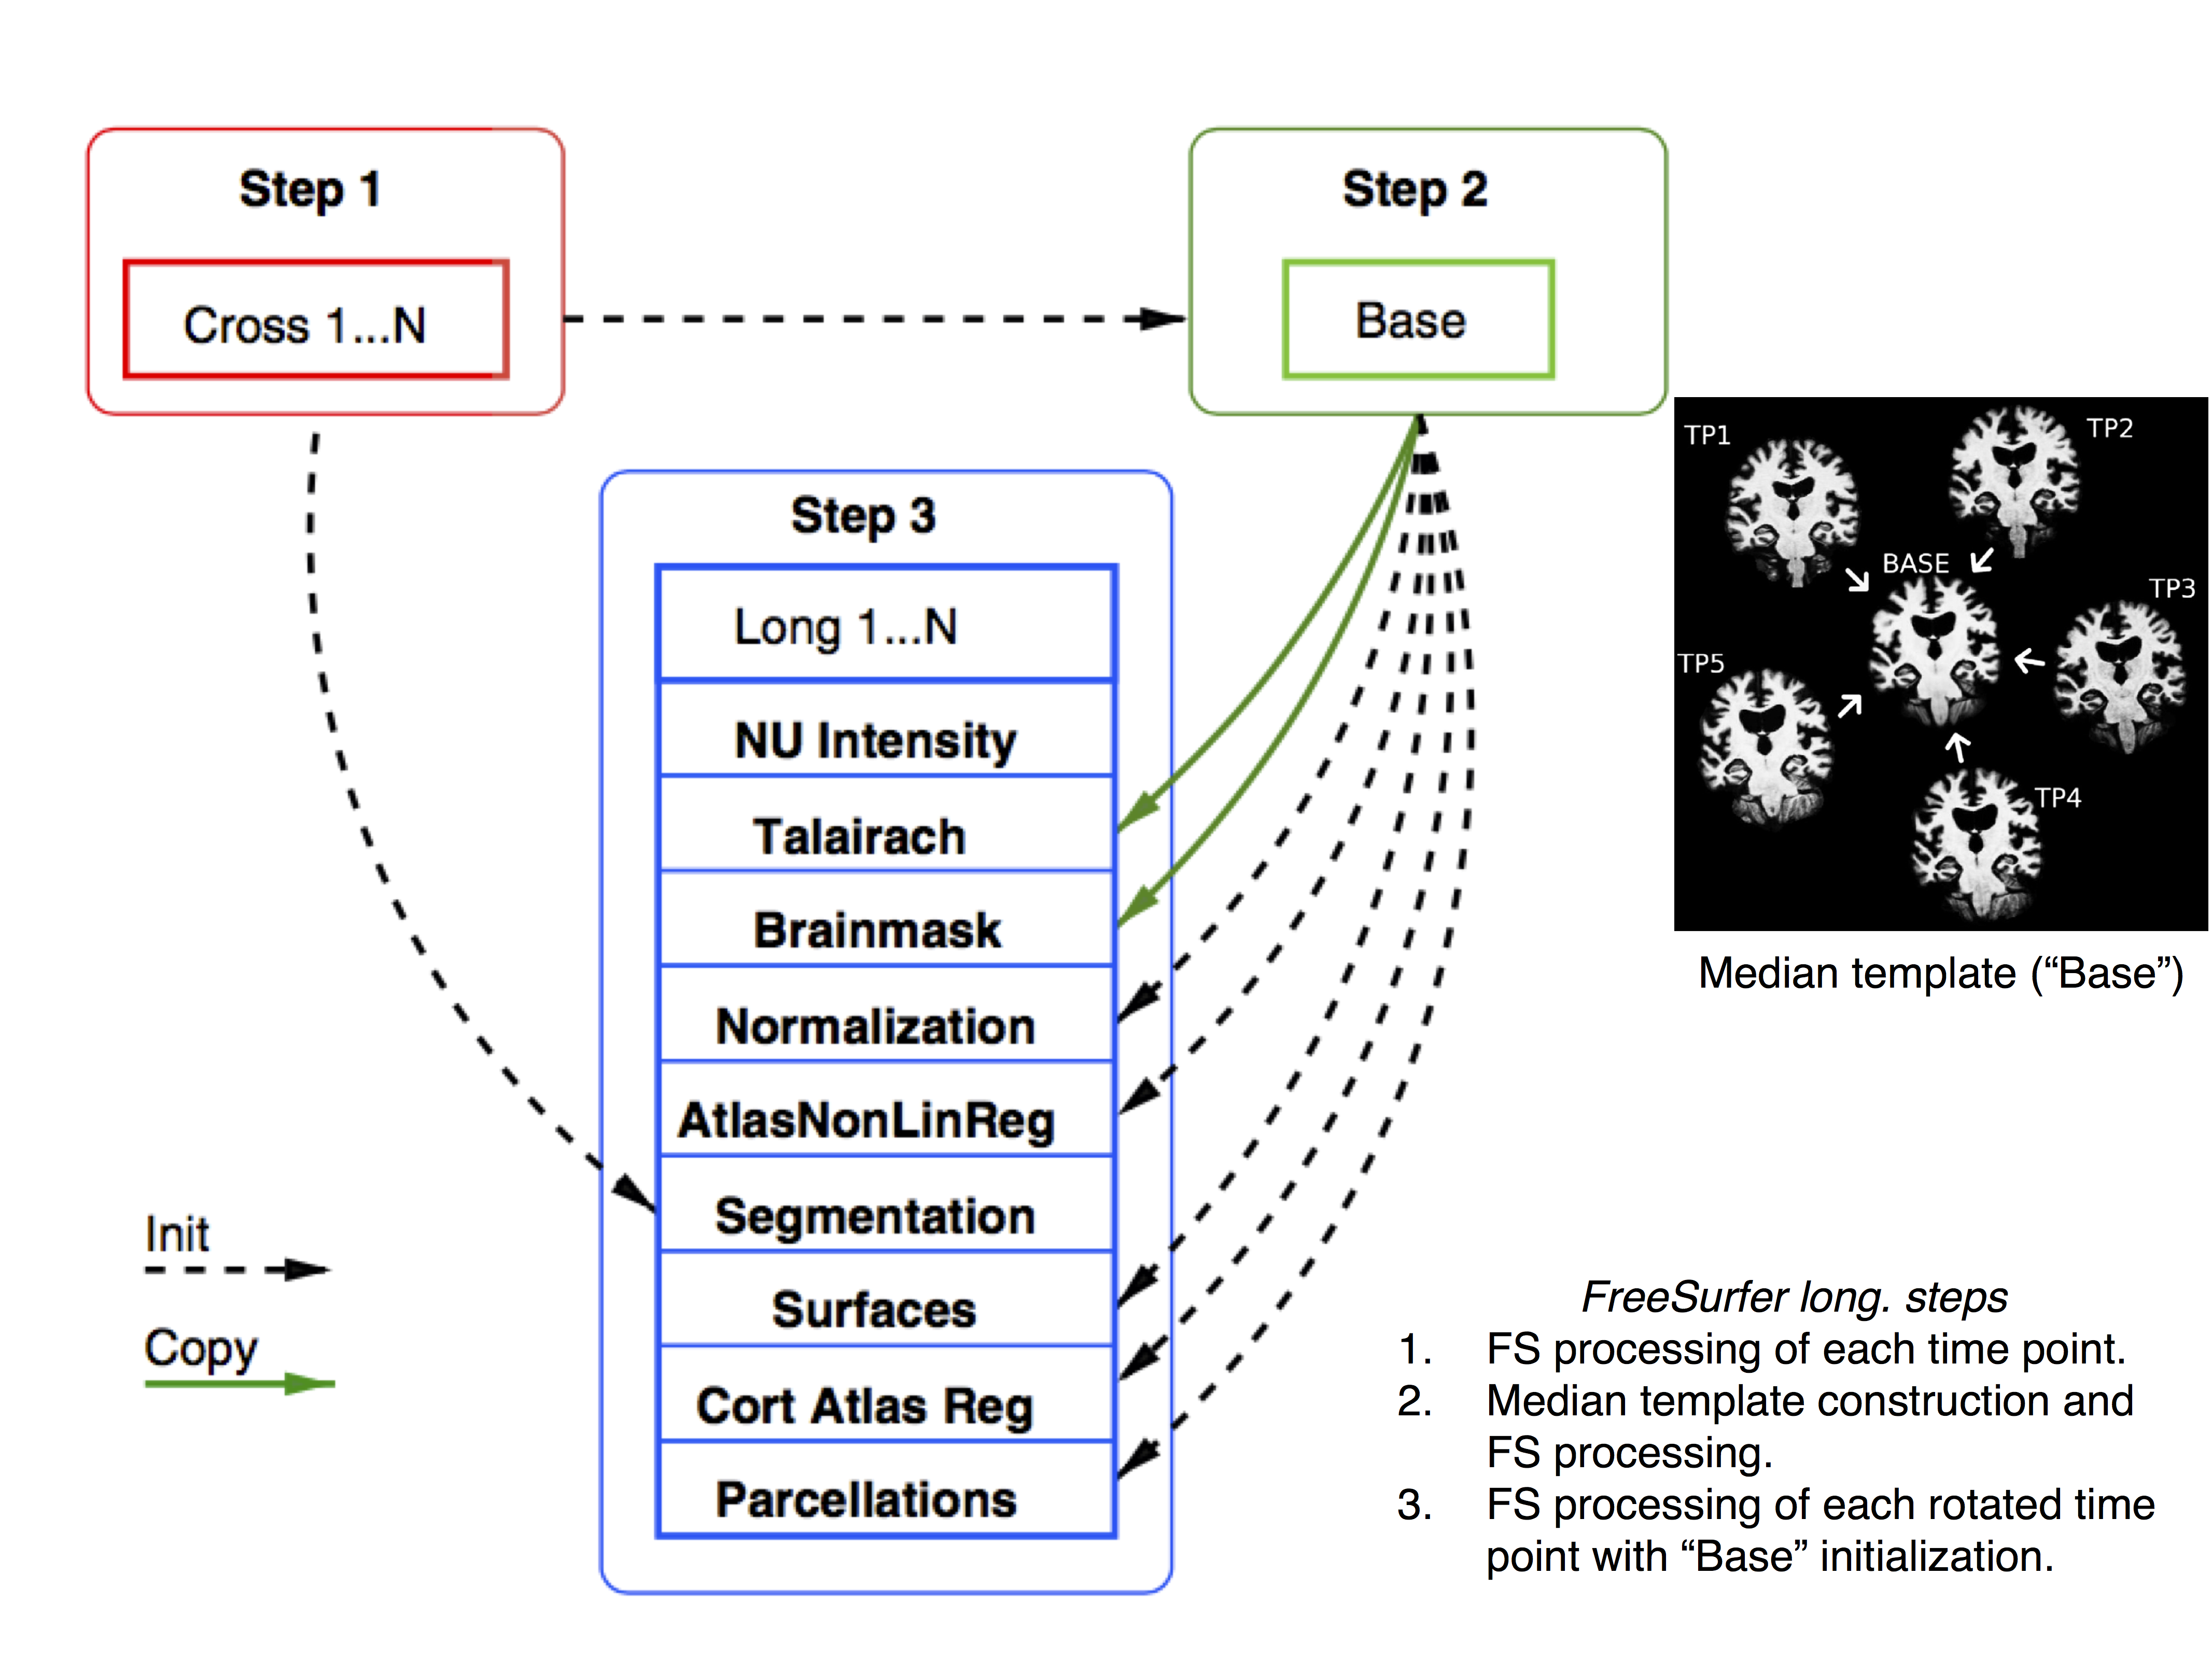 Step 1
Cross 1...N
Step 2
Base
Step 3
Long 1...N
NU Intensity
Talairach
Brainmask
Normalization
AtlasNonLinReg
Segmentation
Surfaces
Cort Atlas Reg
Parcellations
Init
Copy
TP1
TP2
BASE
TP3
TP5
TP4
Median template (“Base”)
FreeSurfer long. steps
1. FS processing of each time point.
2. Median template construction and
FS processing.
3. FS processing of each rotated time
point with “Base” initialization.